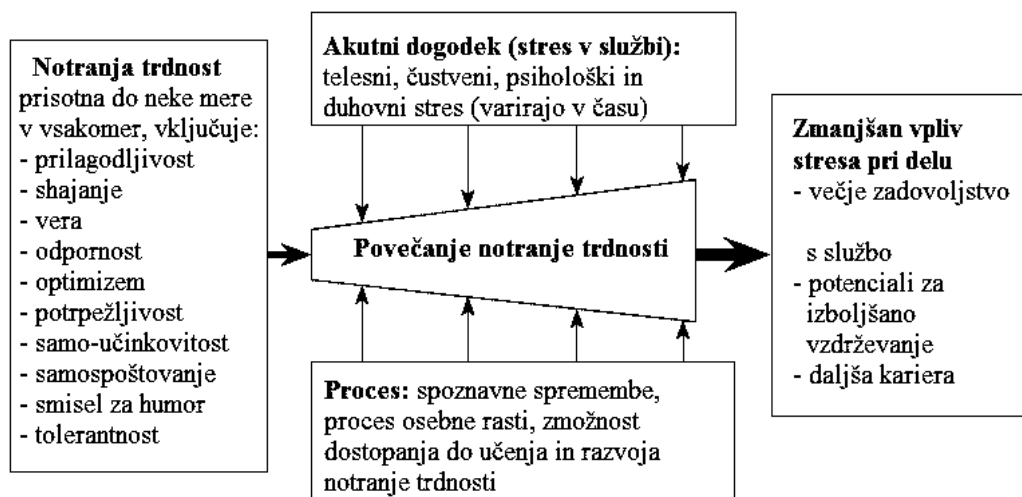 Notranja trdnost
prisotna do neke mere
v vsakomer, vključuje:
- prilagodljivost
- shajanje
- vera
- odpornost
- optimizem
- potrpežljivost
- samo-učinkovitost
- samospoštovanje
- smisel za humor
- tolerantnost
Akutni dogodek (stres v službi):
telesni, čustveni, psihološki in
duhovni stres (varirajo v času)
Povečanje notranje trdnosti
Proces: spoznavne spremembe,
proces osebne rasti, zmožnost
dostopanja do učenja in razvoja
notranje trdnosti
Zmanjšan vpliv
stresa pri delu
- večje zadovoljstvo
s službo
- potenciali za
izboljšano
vzdrževanje
- daljša kariera